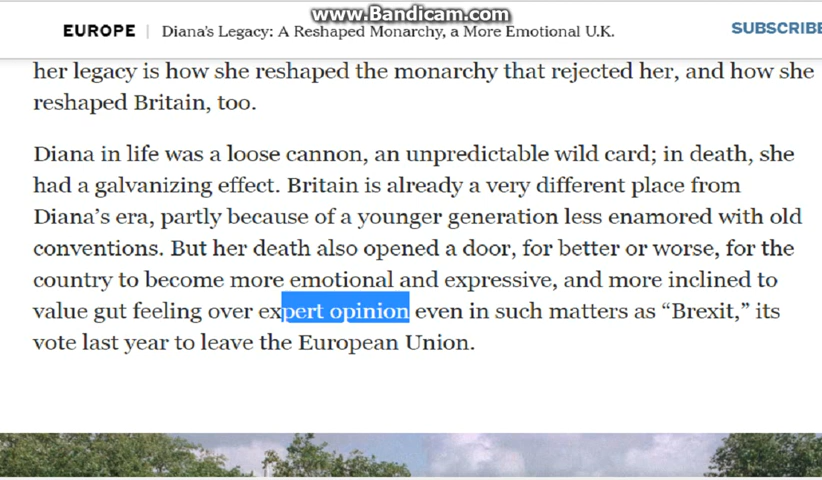 www.Bandicam.com
EUROPE | Diana's Legacy: A Reshaped Monarchy, a More Emotional U.K.
SUBSCRIBE
her legacy is how she reshaped the monarchy that rejected her, and how she
reshaped Britain, too.
Diana in life was a loose cannon, an unpredictable wild card; in death, she
had a galvanizing effect. Britain is already a very different place from
Diana's era, partly because of a younger generation less enamored with old
conventions. But her death also opened a door, for better or worse, for the
country to become more emotional and expressive, and more inclined to
value gut feeling over expert opinion even in such matters as “Brexit,” its
vote last year to leave the European Union.